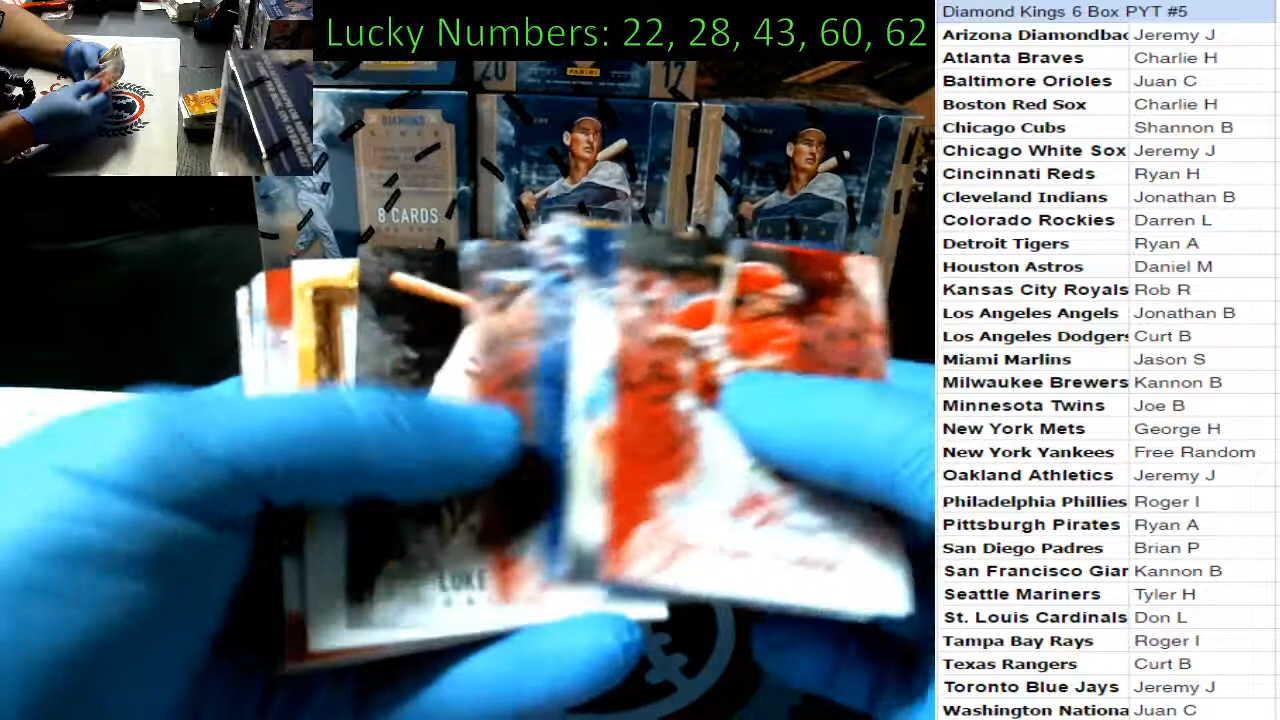 Lucky Numbers: 22, 28, 43, 60, 62
Diamond Kings 6 Box PYT #5
Arizona Diamondbac Jeremy J
Atlanta Braves Charlie H
Baltimore Orioles Juan C
Boston Red Sox Charlie H
Chicago Cubs Shannon B
Chicago White Sox Jeremy J
Cincinnati Reds Ryan H
Cleveland Indians Jonathan B
Colorado Rockies Darren L
Detroit Tigers Ryan A
Houston Astros Daniel M
Kansas City Royals Rob R
Los Angeles Angels Jonathan B
Los Angeles Dodgers Curt B
Miami Marlins Jason S
Milwaukee Brewers Kannon B
Minnesota Twins Joe B
New York Mets George H
New York Yankees Free Random
Oakland Athletics Jeremy J
Philadelphia Phillies Roger I
Pittsburgh Pirates Ryan A
San Diego Padres Brian P
San Francisco Giar Kannon B
Seattle Mariners Tyler H
St. Louis Cardinals Don L
Tampa Bay Rays Roger I
Texas Rangers Curt B
Toronto Blue Jays Jeremy J
Washington Nationa Juan C
20
PANINI
17
DIAMOND
KINGS
8 CARDS
LUKE